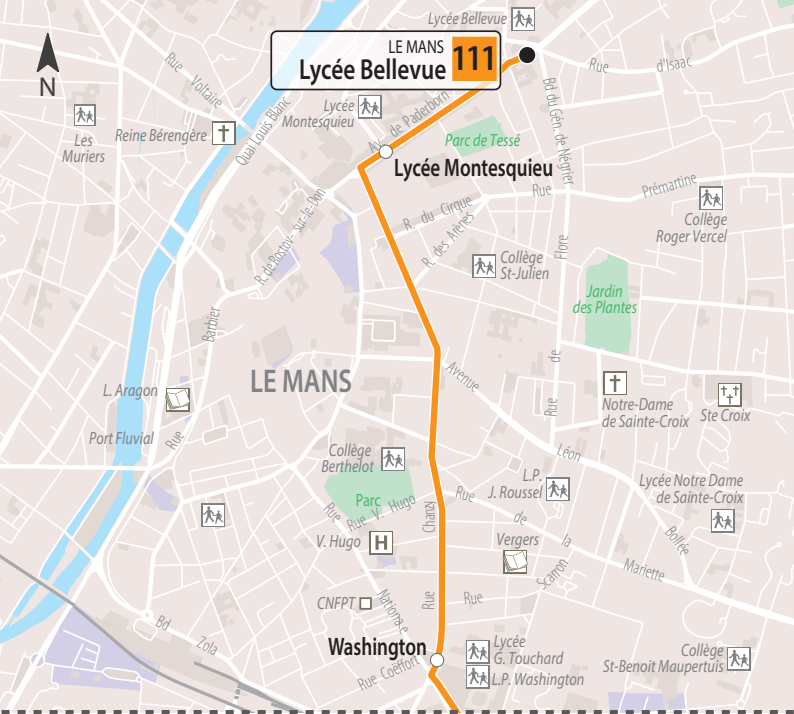 Lycée Bellevue
LE MANS
Lycée Bellevue 111
N
Rue Voltaire
Quai Louis Blanc
Rue d'Isaac
Les
Muriers
Reine Bérengère
Lycée
Montesquieu
Av. de Paderborn
Parc de Tessé
Bd du Gén. de Négrier
Lycée Montesquieu
Rue Prémartine
Collège
Roger Vercel
R. de Rostov- sur-le-Don
R. du Cirque
R. des Arènes
Collège
St-Julien
Rue de Flore
Jardin
des Plantes
Rue Barbier
LE MANS
L. Aragon
Port Fluvial
Avenue Léon Bollée
Notre-Dame
de Sainte-Croix
Ste Croix
Collège
Berthelot
Parc
Rue V. Hugo
Rue Nationale
V. Hugo
H
Rue Chanzy
Rue de la Mariette
L.P.
J. Roussel
Lycée Notre Dame
de Sainte-Croix
Vergers
Rue Scarron
CNFPT
Bd Zola
Washington
Rue Coëffort
Lycée
G. Touchard
L.P. Washington
Collège
St-Benoit Maupertuis